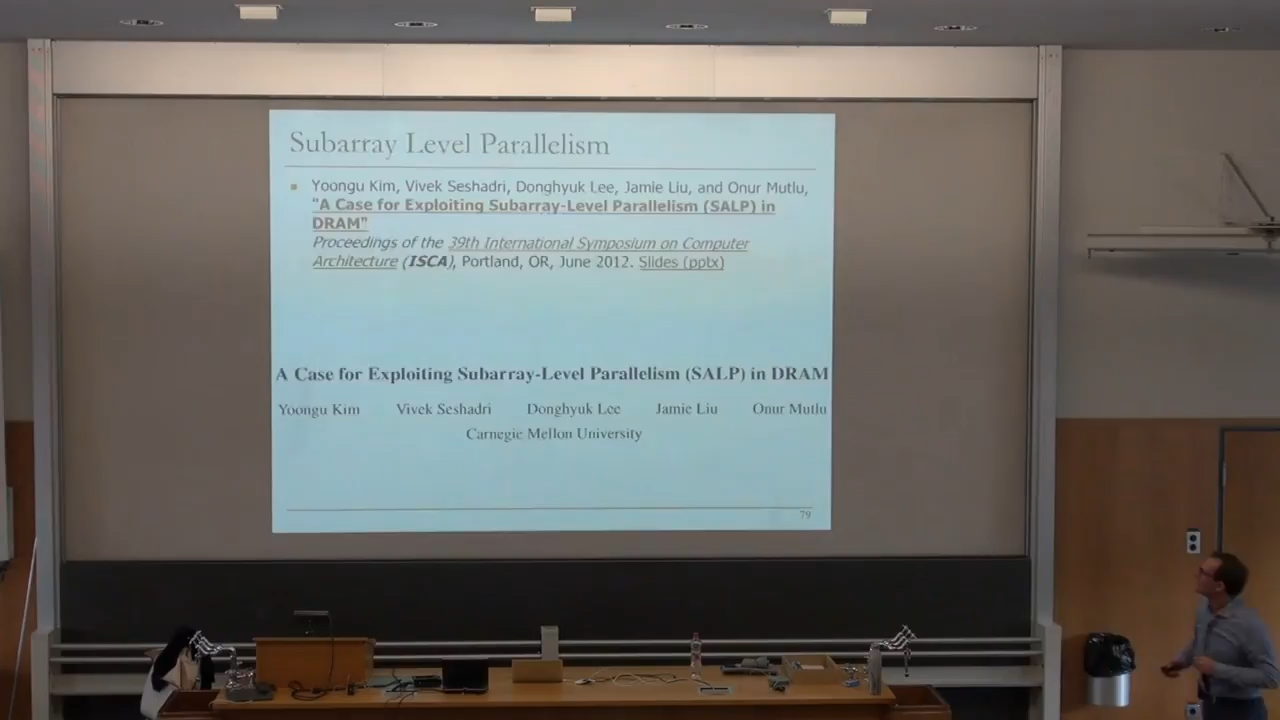 Subarray Level Parallelism
Yoongu Kim, Vivek Seshadri, Donghyuk Lee, Jamie Liu, and Onur Mutlu,
"A Case for Exploiting Subarray-Level Parallelism (SALP) in
DRAM"
Proceedings of the 39th International Symposium on Computer
Architecture (ISCA), Portland, OR, June 2012. Slides (pptx)
A Case for Exploiting Subarray-Level Parallelism (SALP) in DRAM
Yoongu Kim Vivek Seshadri Donghyuk Lee Jamie Liu Onur Mutlu
Carnegie Mellon University
79